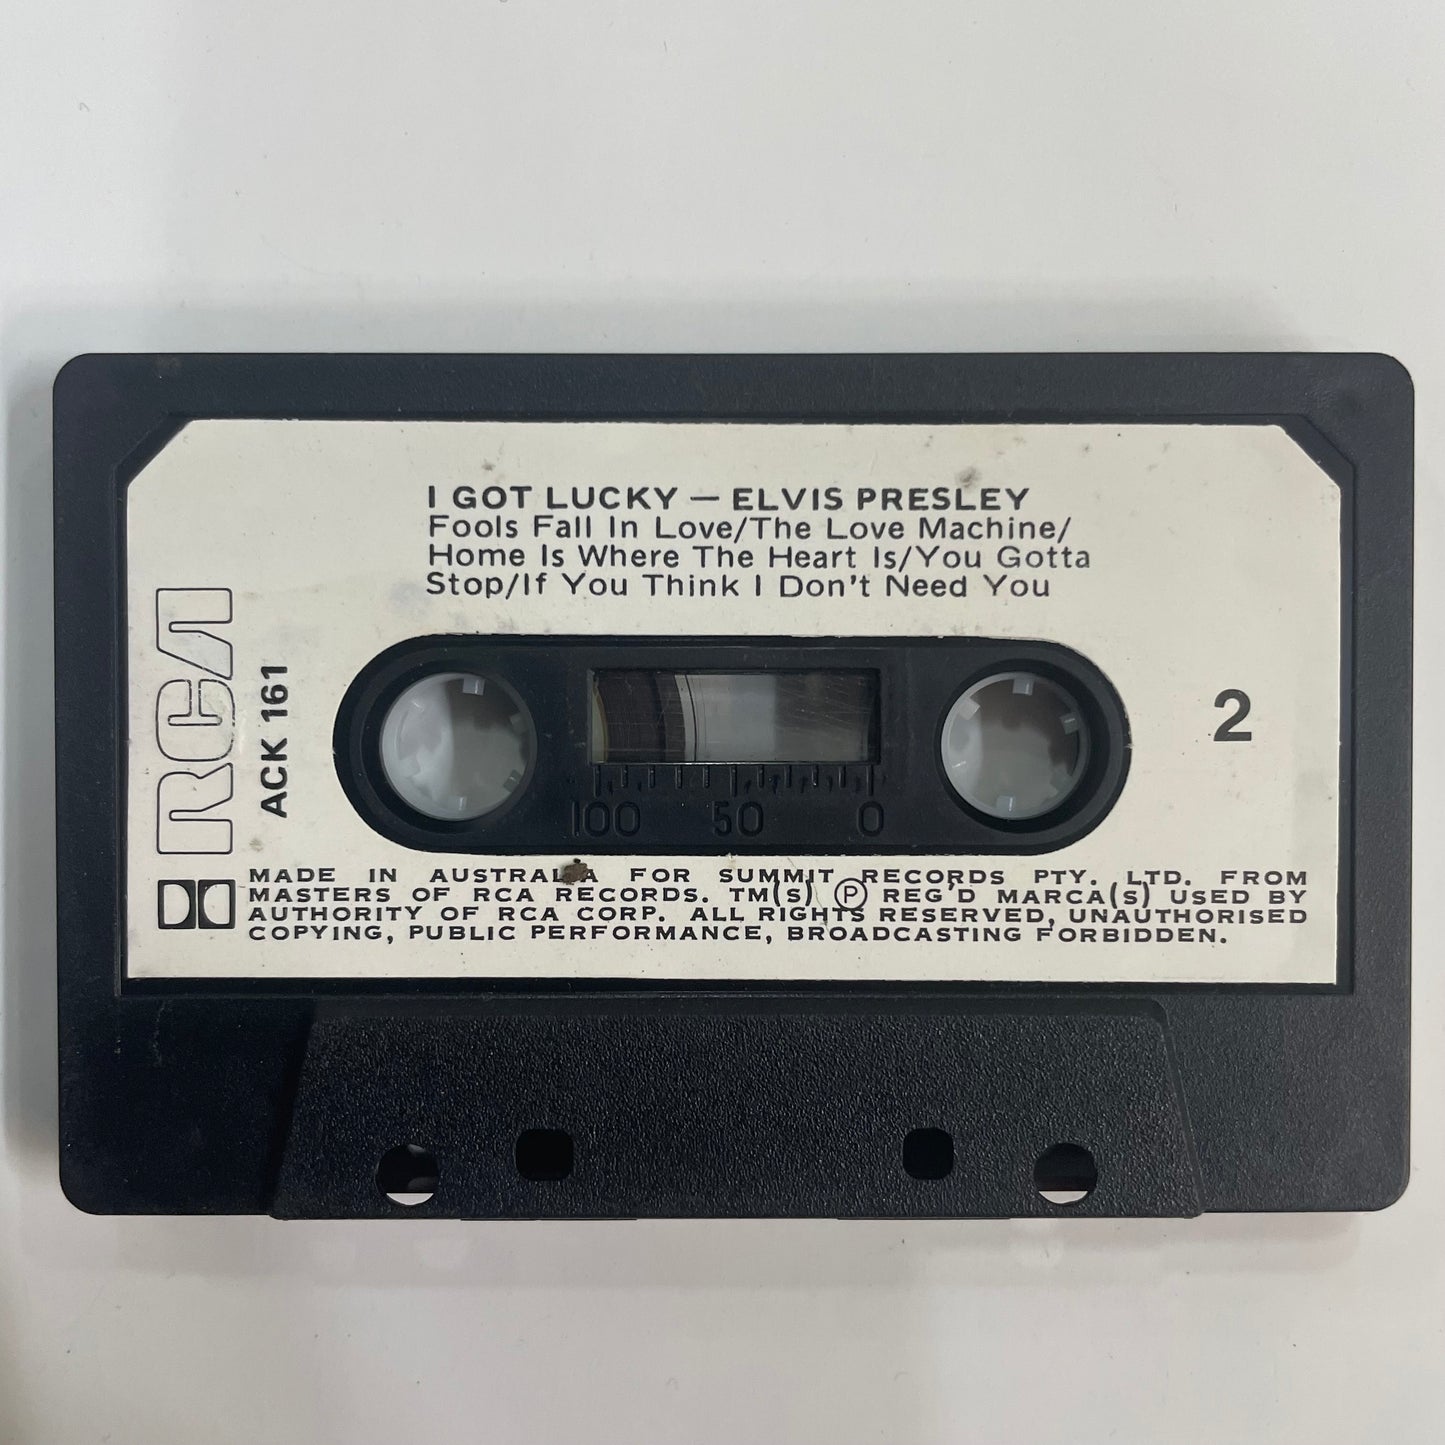 I GOT LUCKY — ELVIS PRESLEY
Fools Fall In Love/The Love Machine/
Home Is Where The Heart Is/You Gotta
Stop/If You Think I Don't Need You
RCA
ACK 161
2
100 50 0
MADE IN AUSTRALIA FOR SUMMIT RECORDS PTY. LTD. FROM
MASTERS OF RCA RECORDS. TM(S) Ⓟ REG'D MARCA(S) USED BY
AUTHORITY OF RCA CORP. ALL RIGHTS RESERVED, UNAUTHORISED
COPYING, PUBLIC PERFORMANCE, BROADCASTING FORBIDDEN.